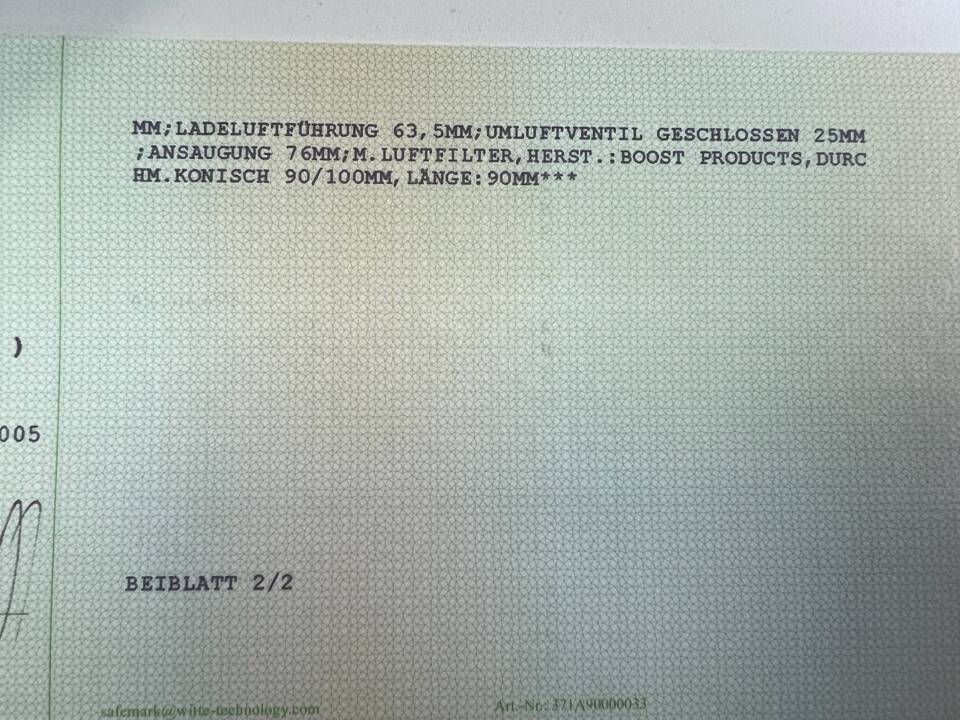 MM;LADELUFTFÜHRUNG 63,5MM;UMLUFTVENTIL GESCHLOSSEN 25MM
;ANSAUGUNG 76MM;M.LUFTFILTER,HERST.:BOOST PRODUCTS,DURC
HM.KONISCH 90/100MM,LÄNGE:90MM***
)
005
BEIBLATT 2/2
safemark@witte-technology.com
Art.-No: 371A90000033